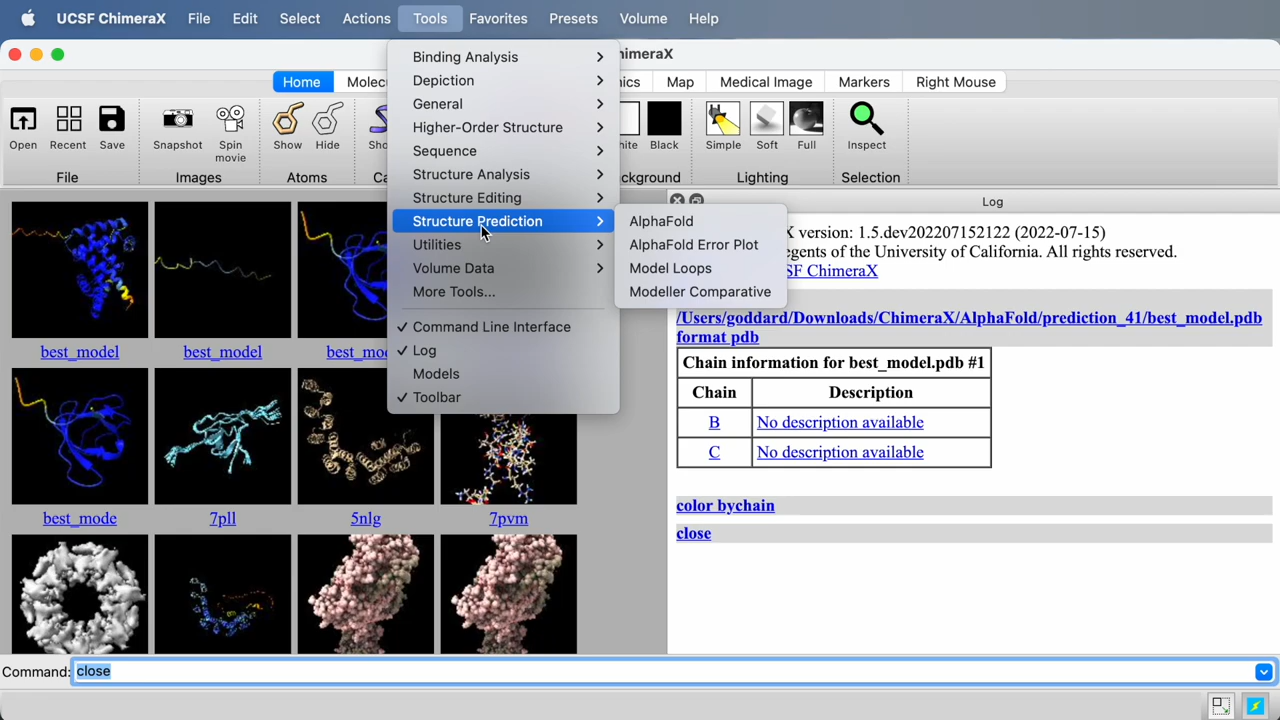 UCSF ChimeraX File Edit Select Actions Tools Favorites Presets Volume Help
himeraX
Home Molecu ics Map Medical Image Markers Right Mouse
Open Recent Save Snapshot Spin movie Show Hide Sho hite Black Simple Soft Full Inspect
File Images Atoms Ca ckground Lighting Selection
Binding Analysis
Depiction
General
Higher-Order Structure
Sequence
Structure Analysis
Structure Editing
Structure Prediction
Utilities
Volume Data
More Tools...
Command Line Interface
Log
Models
Toolbar
AlphaFold
AlphaFold Error Plot
Model Loops
Modeller Comparative
best_model best_model best_mo
best_mode 7pll 5nlg 7pvm
Log
X version: 1.5.dev202207152122 (2022-07-15)
egents of the University of California. All rights reserved.
SF ChimeraX
/Users/goddard/Downloads/ChimeraX/AlphaFold/prediction_41/best_model.pdb
format pdb
Chain information for best_model.pdb #1
Chain Description
B No description available
C No description available
color bychain
close
Command: close